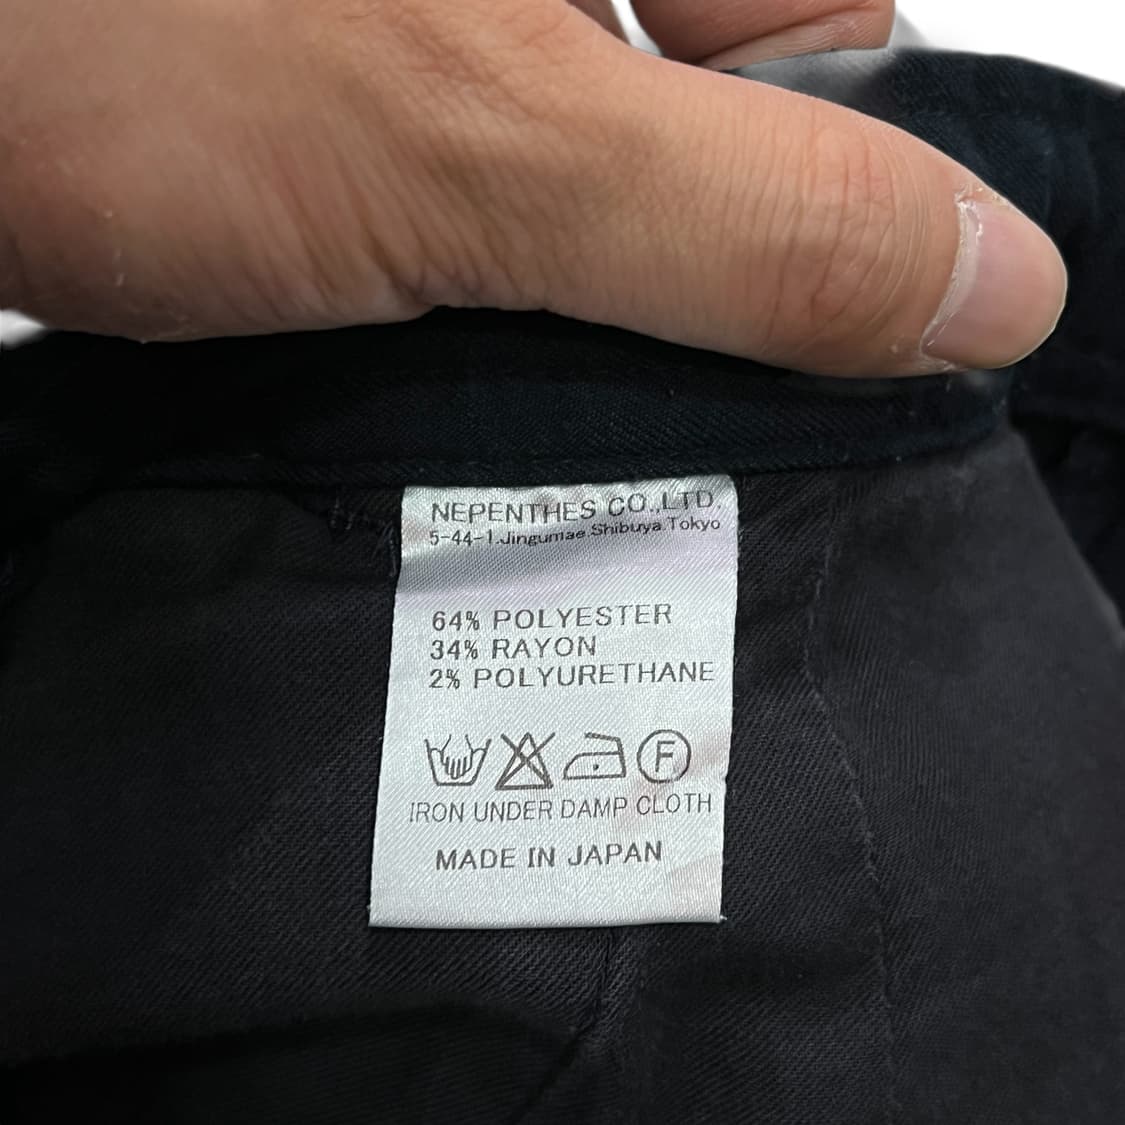 NEPENTHES CO.,LTD.
5-44-1.Jingumae.Shibuya.Tokyo
64% POLYESTER
34% RAYON
2% POLYURETHANE
F
IRON UNDER DAMP CLOTH
MADE IN JAPAN